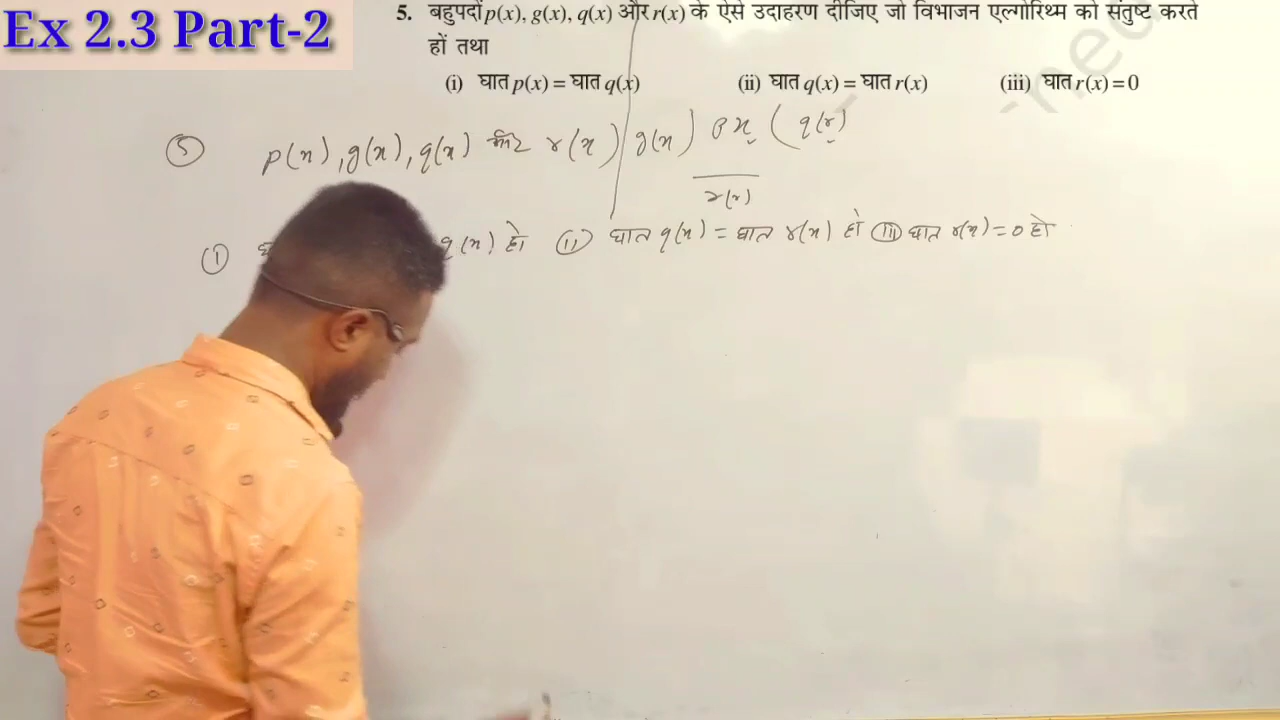 Ex 2.3 Part-2
5. बहुपदों p(x), g(x), q(x) और r(x) के ऐसे उदाहरण दीजिए जो विभाजन एल्गोरिथ्म को संतुष्ट करते
हों तथा
(i) घात p(x) = घात q(x) (ii) घात q(x) = घात r(x) (iii) घात r(x) = 0
5 p(x), g(x), q(x) और r(x) g(x) ) Px ( q(x)
r(x)
(i) q(x) हो (ii) घात q(x) = घात r(x) हो (iii) घात r(x) = 0 हो